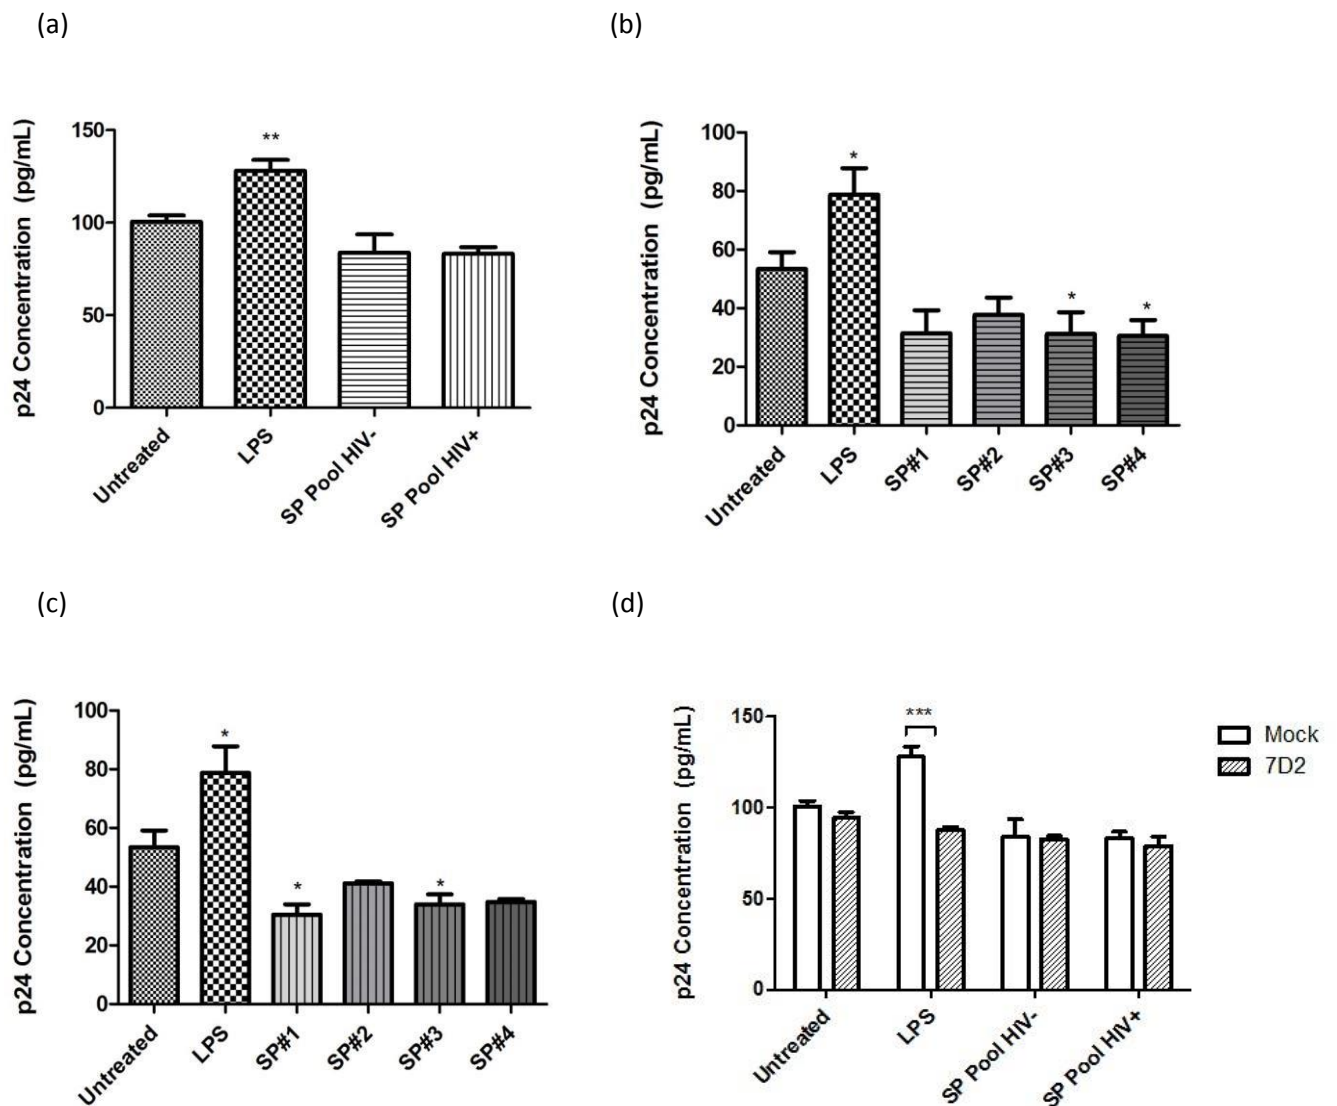 (a)
p24 Concentration (pg/mL)
150
100
50
0
**
Untreated
LPS
SP Pool HIV-
SP Pool HIV+
(b)
p24 Concentration (pg/mL)
100
80
60
40
20
0
*
*
*
Untreated
LPS
SP#1
SP#2
SP#3
SP#4
(c)
p24 Concentration (pg/mL)
100
80
60
40
20
0
*
*
*
Untreated
LPS
SP#1
SP#2
SP#3
SP#4
(d)
p24 Concentration (pg/mL)
150
100
50
0
***
Untreated
LPS
SP Pool HIV-
SP Pool HIV+
Mock
7D2